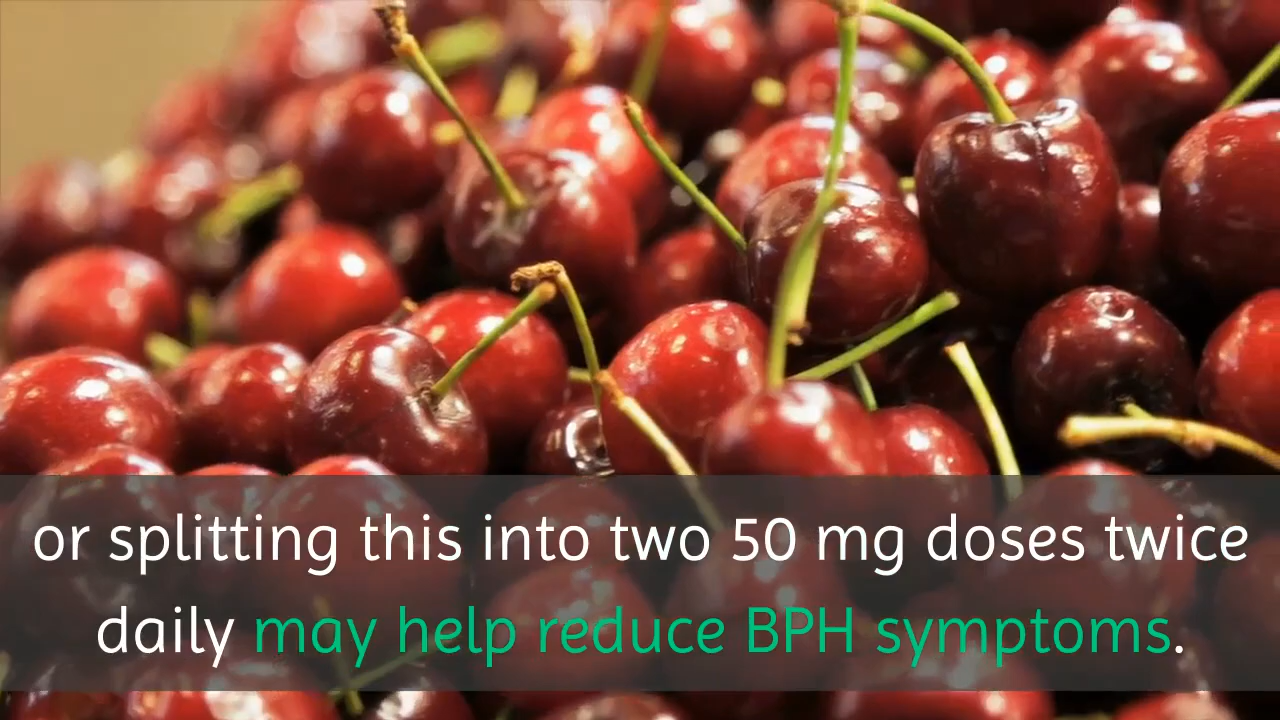 or splitting this into two 50 mg doses twice
daily may help reduce BPH symptoms.